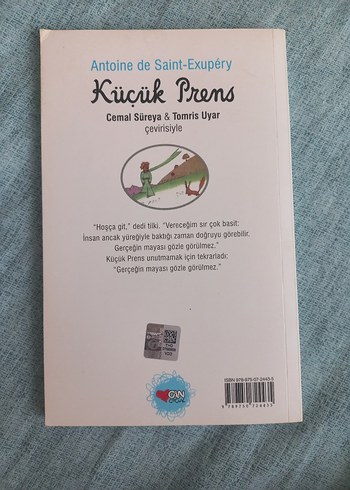 Antoine de Saint-Exupéry
Küçük Prens
Cemal Süreya & Tomris Uyar
çevirisiyle
"Hoşça git," dedi tilki. "Vereceğim sır çok basit:
İnsan ancak yüreğiyle baktığı zaman doğruyu görebilir.
Gerçeğin mayası gözle görülmez."
Küçük Prens unutmamak için tekrarladı:
"Gerçeğin mayası gözle görülmez."
CAN